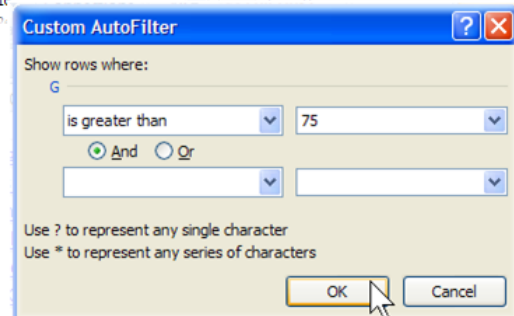 Custom AutoFilter
Show rows where:
G
is greater than 75
And Or
Use ? to represent any single character
Use * to represent any series of characters
OK Cancel